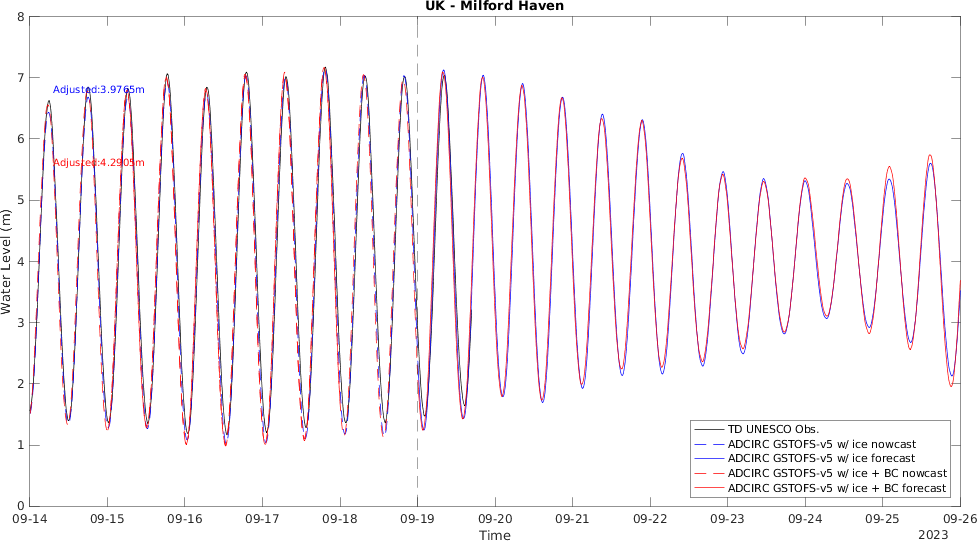 UK - Milford Haven
8
7
6
5
4
3
2
1
0
Water Level (m)
Adjusted:3.9765m
Adjusted:4.2905m
TD UNESCO Obs.
ADCIRC GSTOFS-v5 w/ ice nowcast
ADCIRC GSTOFS-v5 w/ ice forecast
ADCIRC GSTOFS-v5 w/ ice + BC nowcast
ADCIRC GSTOFS-v5 w/ ice + BC forecast
09-14 09-15 09-16 09-17 09-18 09-19 09-20 09-21 09-22 09-23 09-24 09-25 09-26
Time
2023